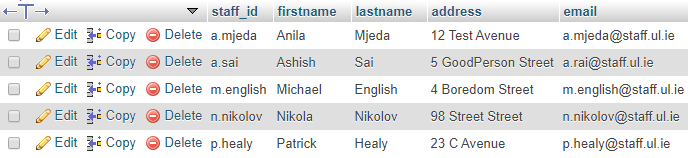 staff_id firstname lastname address email
Edit Copy Delete a.mjeda Anila Mjeda 12 Test Avenue a.mjeda@staff.ul.ie
Edit Copy Delete a.sai Ashish Sai 5 GoodPerson Street a.rai@staff.ul.ie
Edit Copy Delete m.english Michael English 4 Boredom Street m.english@staff.ul.ie
Edit Copy Delete n.nikolov Nikola Nikolov 98 Street Street n.nikolov@staff.ul.ie
Edit Copy Delete p.healy Patrick Healy 23 C Avenue p.healy@staff.ul.ie